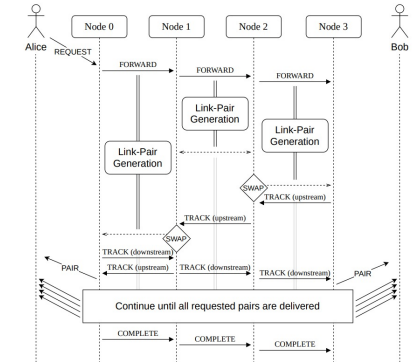 Node 0 Node 1 Node 2 Node 3
Alice Bob
REQUEST
FORWARD
FORWARD
FORWARD
Link-Pair
Generation
Link-Pair
Generation
Link-Pair
Generation
SWAP
TRACK (upstream)
TRACK (upstream)
SWAP
TRACK (downstream)
PAIR TRACK (upstream) TRACK (downstream) TRACK (downstream) PAIR
Continue until all requested pairs are delivered
COMPLETE
COMPLETE
COMPLETE